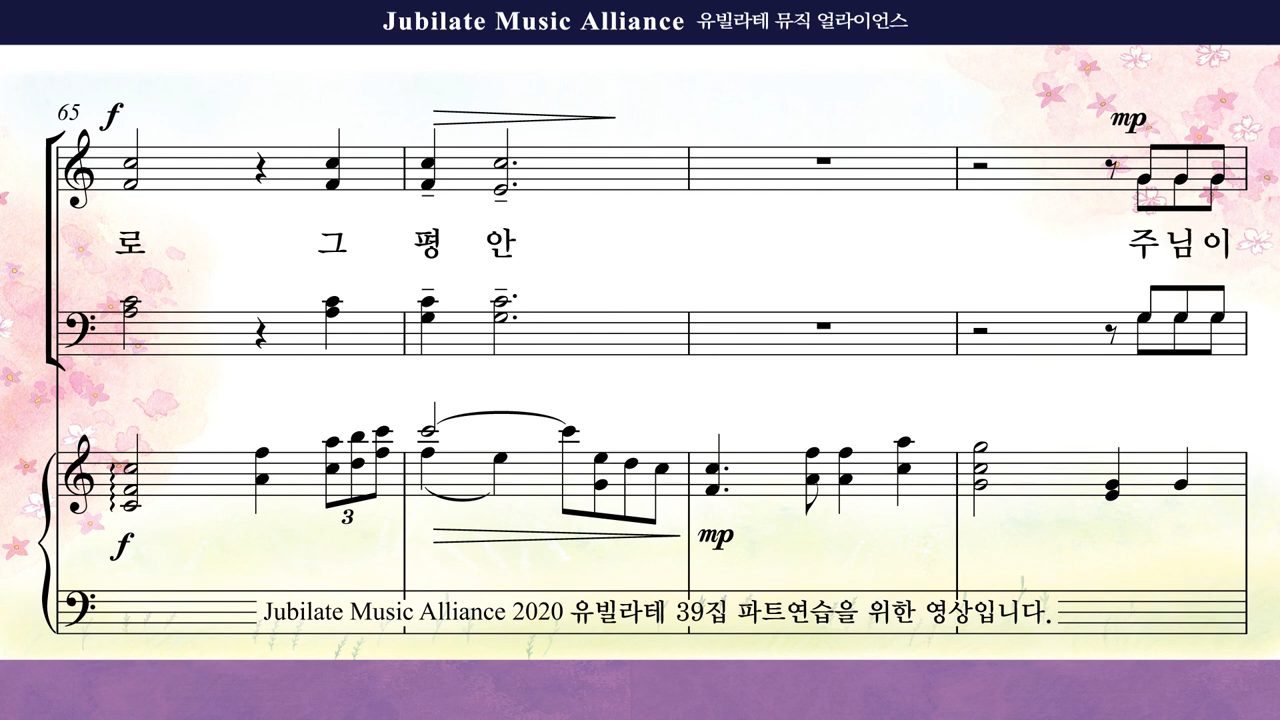 Jubilate Music Alliance 유빌라테 뮤직 얼라이언스
65 f
mp
로 그 평 안 주 님 이
3
f mp
Jubilate Music Alliance 2020 유빌라테 39집 파트연습을 위한 영상입니다.